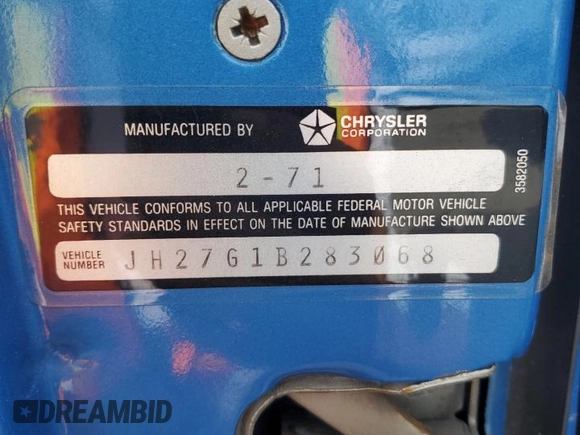 MANUFACTURED BY CHRYSLER
CORPORATION
2-71
3582050
THIS VEHICLE CONFORMS TO ALL APPLICABLE FEDERAL MOTOR VEHICLE
SAFETY STANDARDS IN EFFECT ON THE DATE OF MANUFACTURE SHOWN ABOVE
VEHICLE
NUMBER JH27G1B283068
DREAMBID